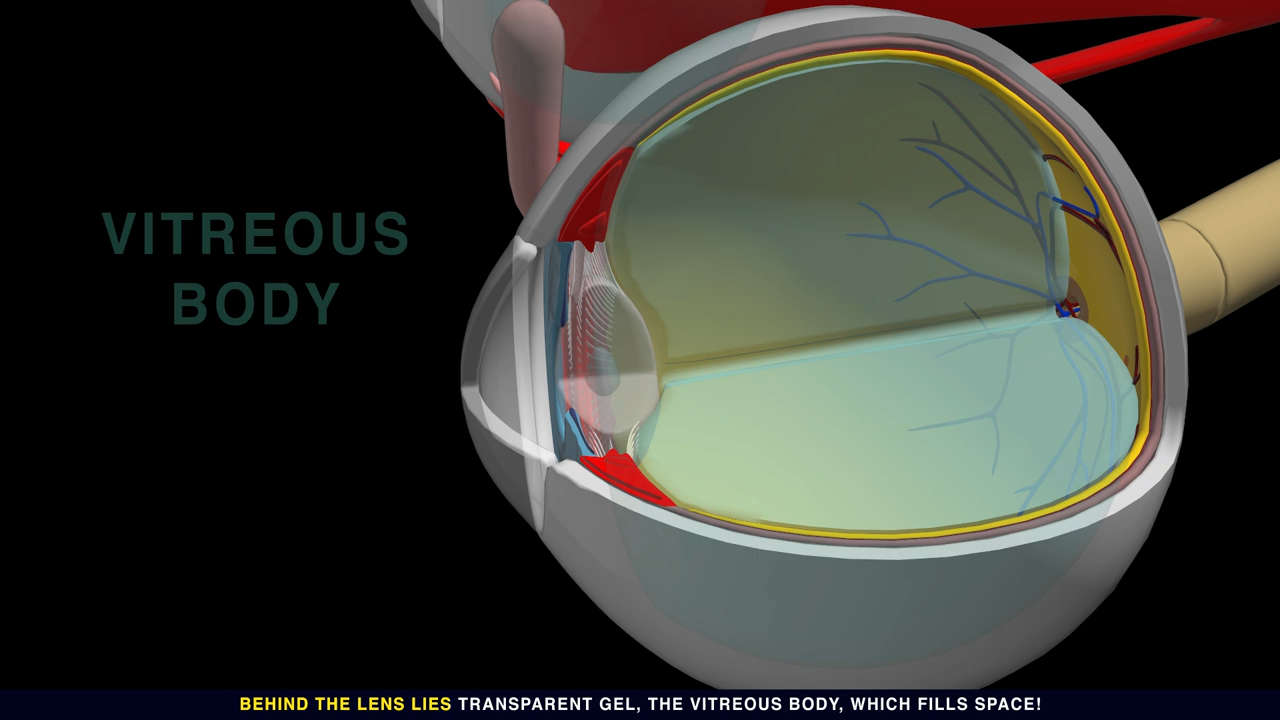 VITREOUS
BODY
BEHIND THE LENS LIES TRANSPARENT GEL, THE VITREOUS BODY, WHICH FILLS SPACE!